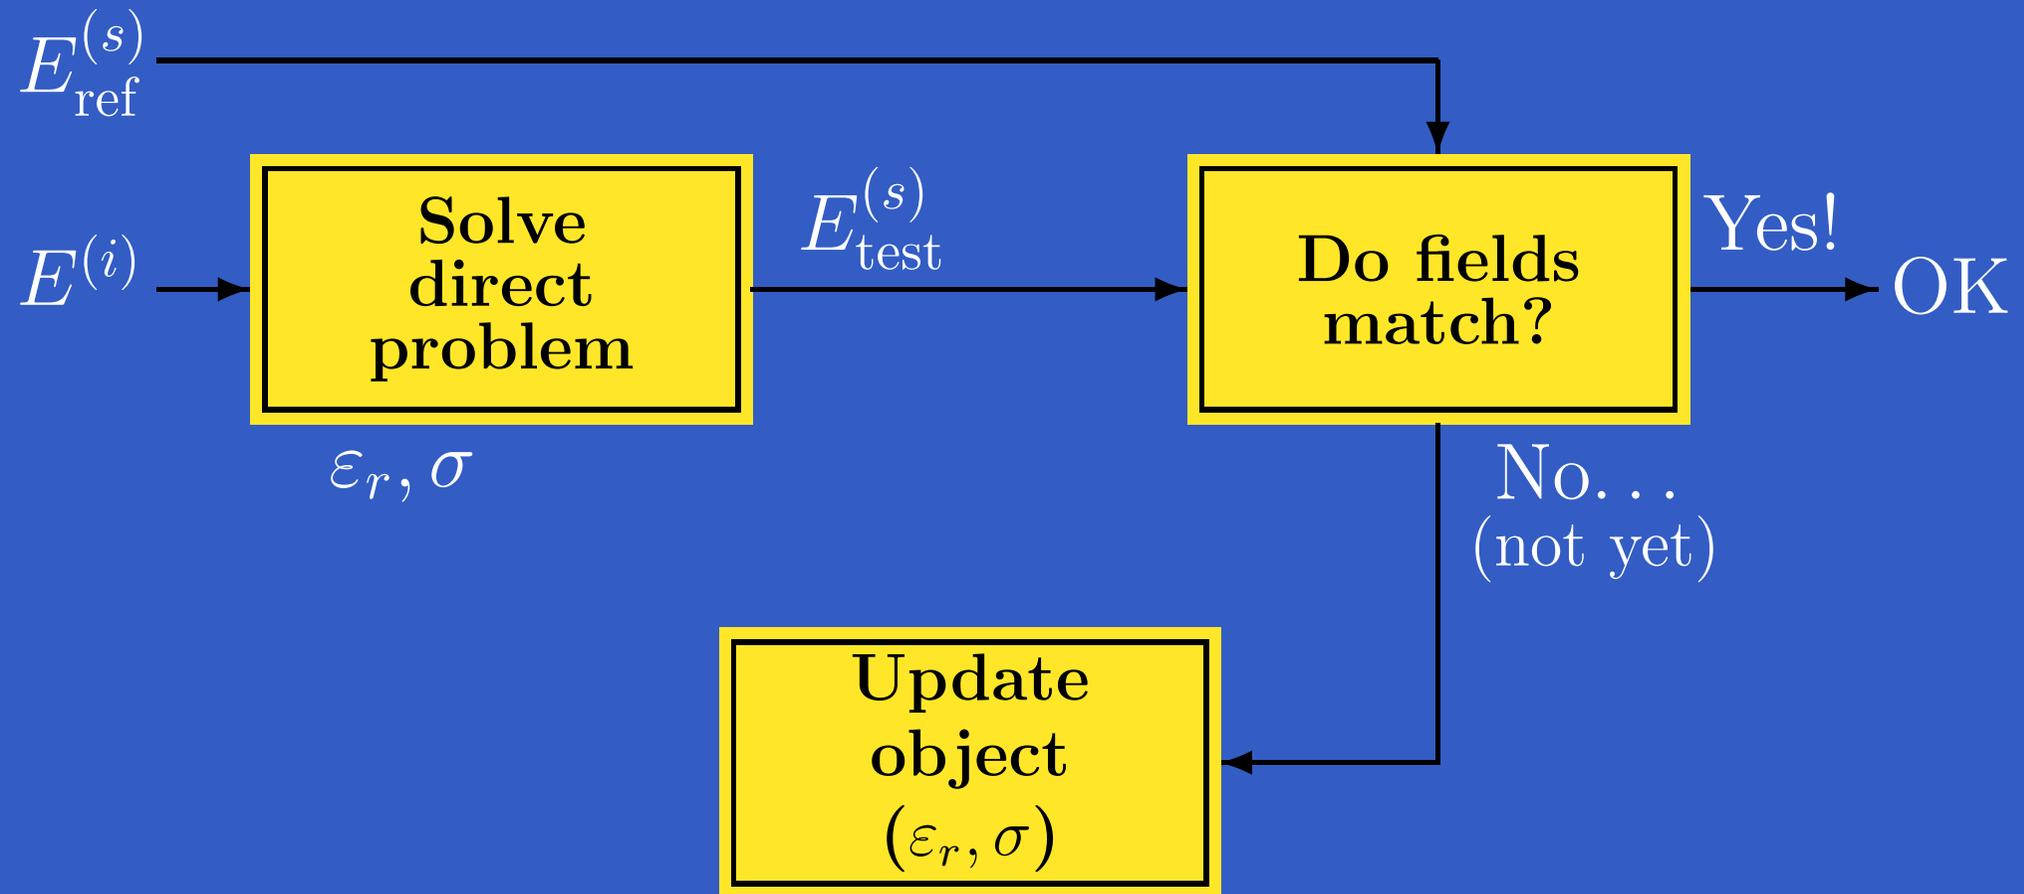 E_ref^(s)
E^(i)
Solve
direct
problem
ε_r, σ
E_test^(s)
Do fields
match?
Yes!
OK
No...
(not yet)
Update
object
(ε_r, σ)